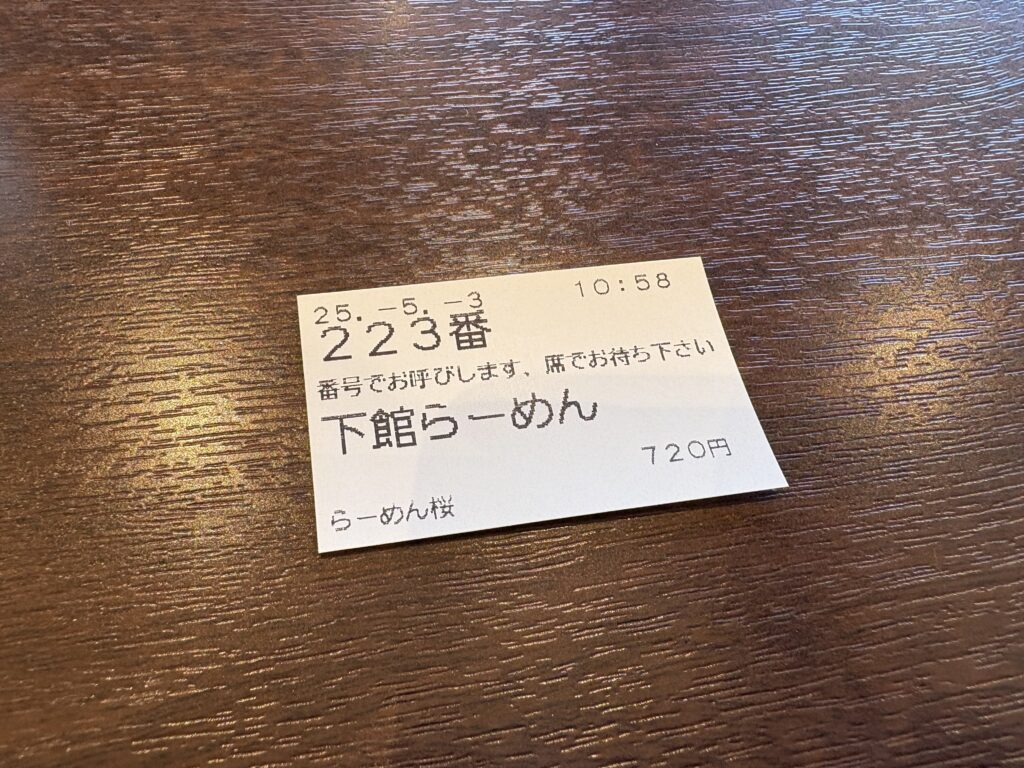 25.-5.-3 10:58
223番
番号でお呼びします、席でお待ち下さい
下館らーめん
720円
らーめん桜